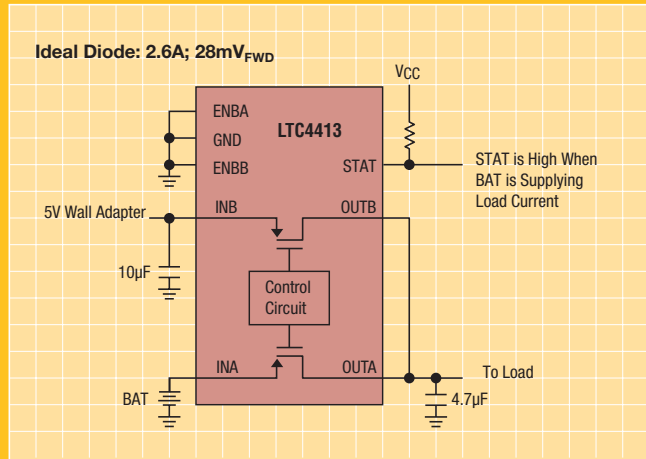 Ideal Diode: 2.6A; 28mVFWD
VCC
ENBA
LTC4413
GND
ENBB
STAT
STAT is High When
BAT is Supplying
Load Current
5V Wall Adapter
INB
OUTB
10µF
Control
Circuit
INA
OUTA
To Load
BAT
4.7µF